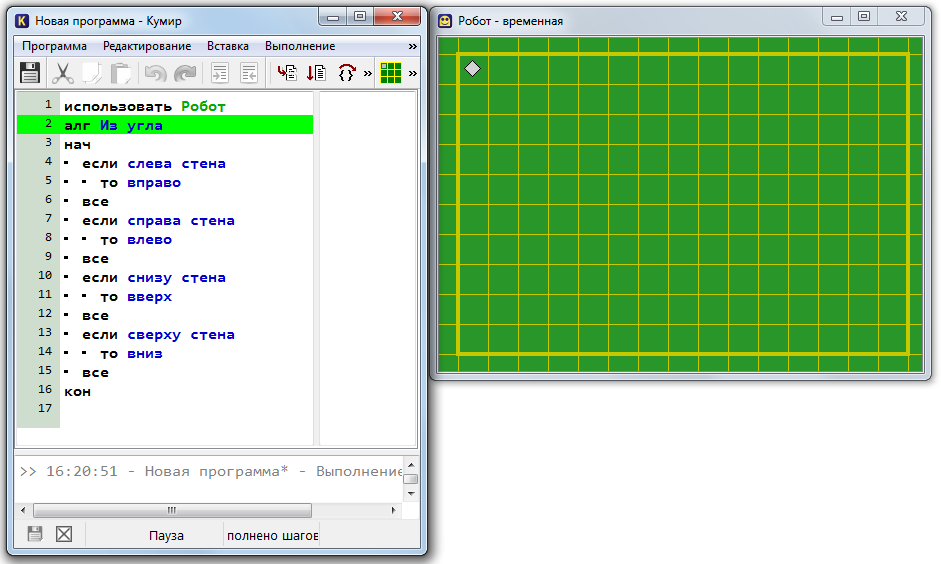 Новая программа - Кумир
Программа Редактирование Вставка Выполнение »
» »
1 использовать Робот
2 алг Из угла
3 нач
4 ▪ если слева стена
5 ▪ ▪ то вправо
6 ▪ все
7 ▪ если справа стена
8 ▪ ▪ то влево
9 ▪ все
10 ▪ если снизу стена
11 ▪ ▪ то вверх
12 ▪ все
13 ▪ если сверху стена
14 ▪ ▪ то вниз
15 ▪ все
16 кон
17
>> 16:20:51 - Новая программа* - Выполнение
Пауза полнено шагов
Робот - временная